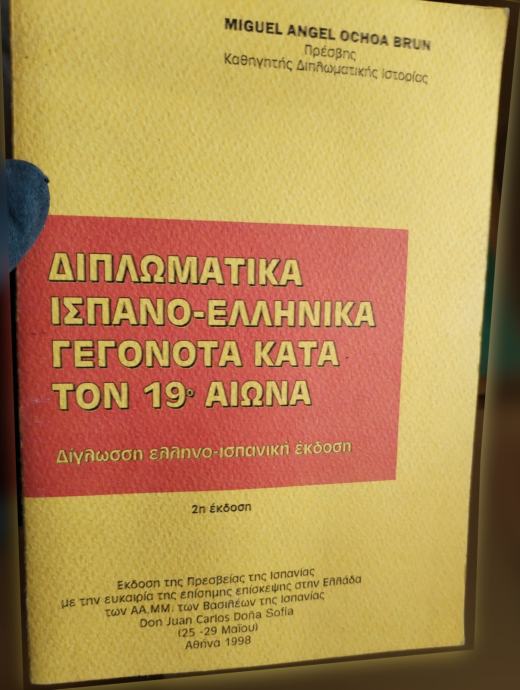 MIGUEL ANGEL OCHOA BRUN
Πρέσβης
Καθηγητής Διπλωματικής Ιστορίας
ΔΙΠΛΩΜΑΤΙΚΑ
ΙΣΠΑΝΟ-ΕΛΛΗΝΙΚΑ
ΓΕΓΟΝΟΤΑ ΚΑΤΑ
ΤΟΝ 19ο ΑΙΩΝΑ
Δίγλωσση ελληνο-ισπανική έκδοση
2η έκδοση
Εκδοση της Πρεσβείας της Ισπανίας
με την ευκαιρία της επίσημης επίσκεψης στην Ελλάδα
των ΑΑ.ΜΜ. των Βασιλέων της Ισπανίας
Don Juan Carlos Doña Sofia
(25 -29 Μαΐου)
Αθήνα 1998